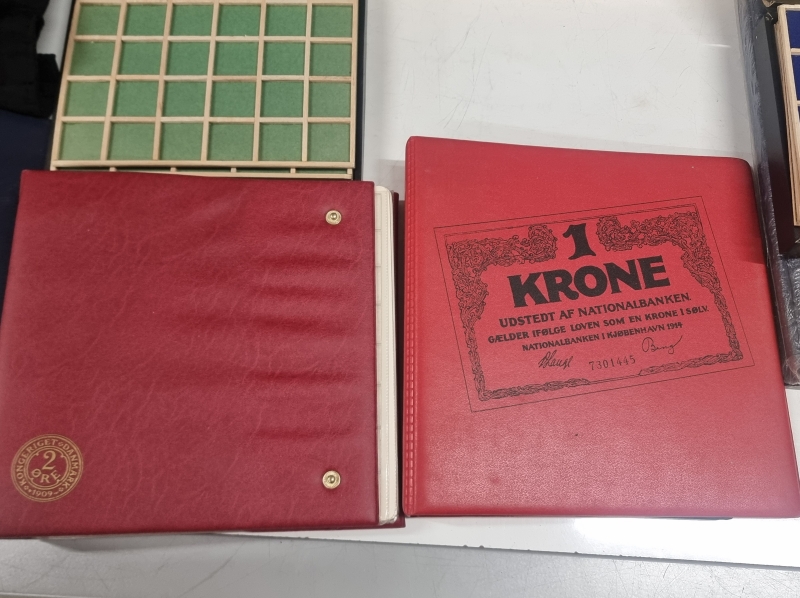 KONGERIGET DANMARK
2
ØRE
1909
1
KRONE
UDSTEDT AF NATIONALBANKEN.
GÆLDER IFØLGE LOVEN SOM EN KRONE I SØLV.
NATIONALBANKEN I KJØBENHAVN 1914
7301445